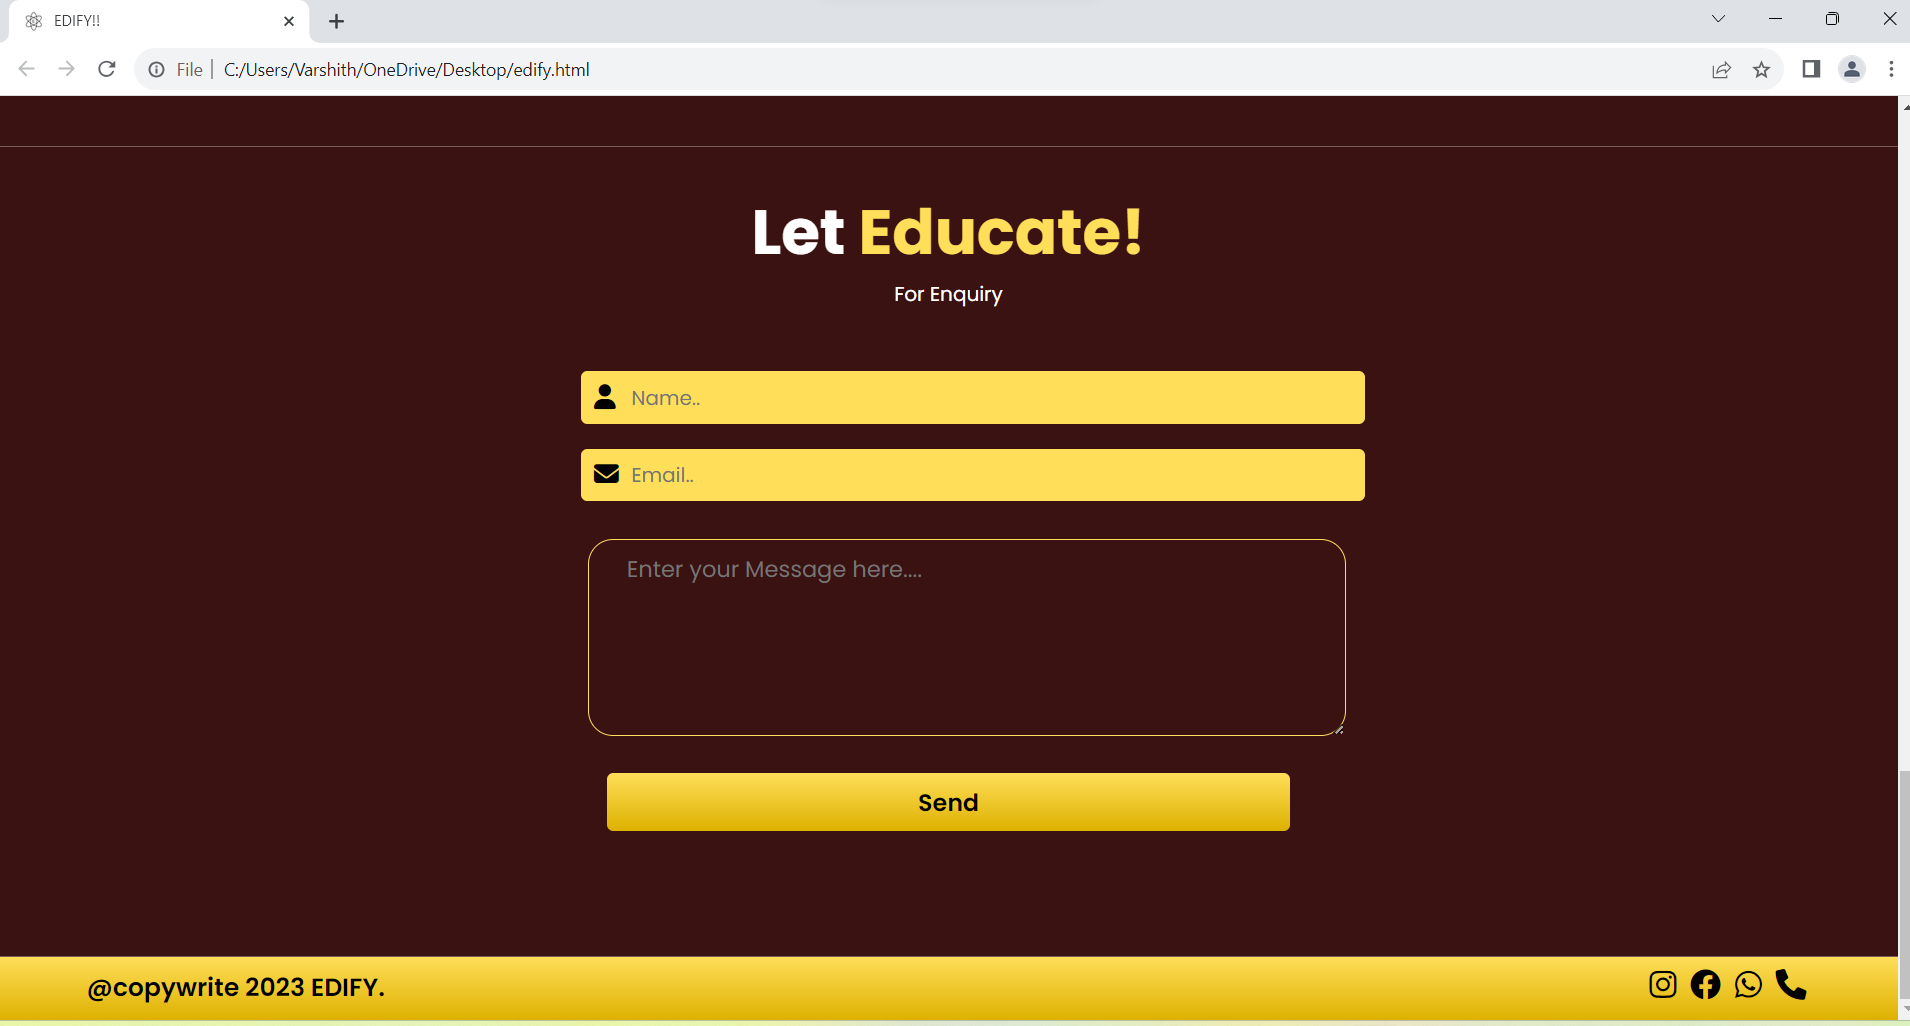 EDIFY!!
File | C:/Users/Varshith/OneDrive/Desktop/edify.html
Let Educate!
For Enquiry
Name..
Email..
Enter your Message here....
Send
@copywrite 2023 EDIFY.